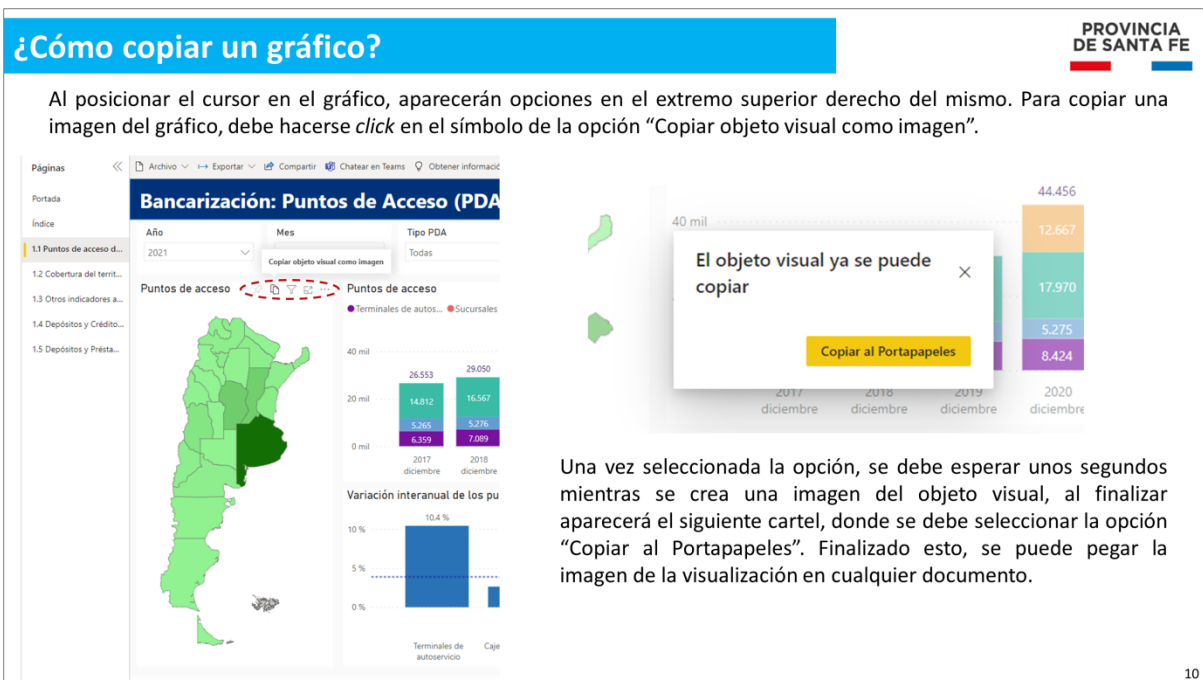 ¿Cómo copiar un gráfico?
PROVINCIA
DE SANTA FE
Al posicionar el cursor en el gráfico, aparecerán opciones en el extremo superior derecho del mismo. Para copiar una
imagen del gráfico, debe hacerse click en el símbolo de la opción “Copiar objeto visual como imagen”.
Páginas
Portada
Índice
1.1 Puntos de acceso d...
1.2 Cobertura del territ...
1.3 Otros indicadores a...
1.4 Depósitos y Crédito...
1.5 Depósitos y Présta...
Archivo Exportar Compartir Chatear en Teams Obtener informació
Bancarización: Puntos de Acceso (PDA
Año Mes Tipo PDA
2021 Todas
Copiar objeto visual como imagen
Puntos de acceso
Puntos de acceso
Terminales de autos... Sucursales
40 mil
26.553 29.050
20 mil
14.812 16.567
5.265 5.276
6.359 7.089
0 mil
2017 2018
diciembre diciembre
Variación interanual de los pu
10,4 %
10 %
5 %
0 %
Terminales de Caje
autoservicio
44.456
40 mil
12.667
El objeto visual ya se puede
copiar
17.970
5.275
Copiar al Portapapeles
8.424
2017 2018 2019 2020
diciembre diciembre diciembre diciembre
Una vez seleccionada la opción, se debe esperar unos segundos
mientras se crea una imagen del objeto visual, al finalizar
aparecerá el siguiente cartel, donde se debe seleccionar la opción
“Copiar al Portapapeles”. Finalizado esto, se puede pegar la
imagen de la visualización en cualquier documento.
10